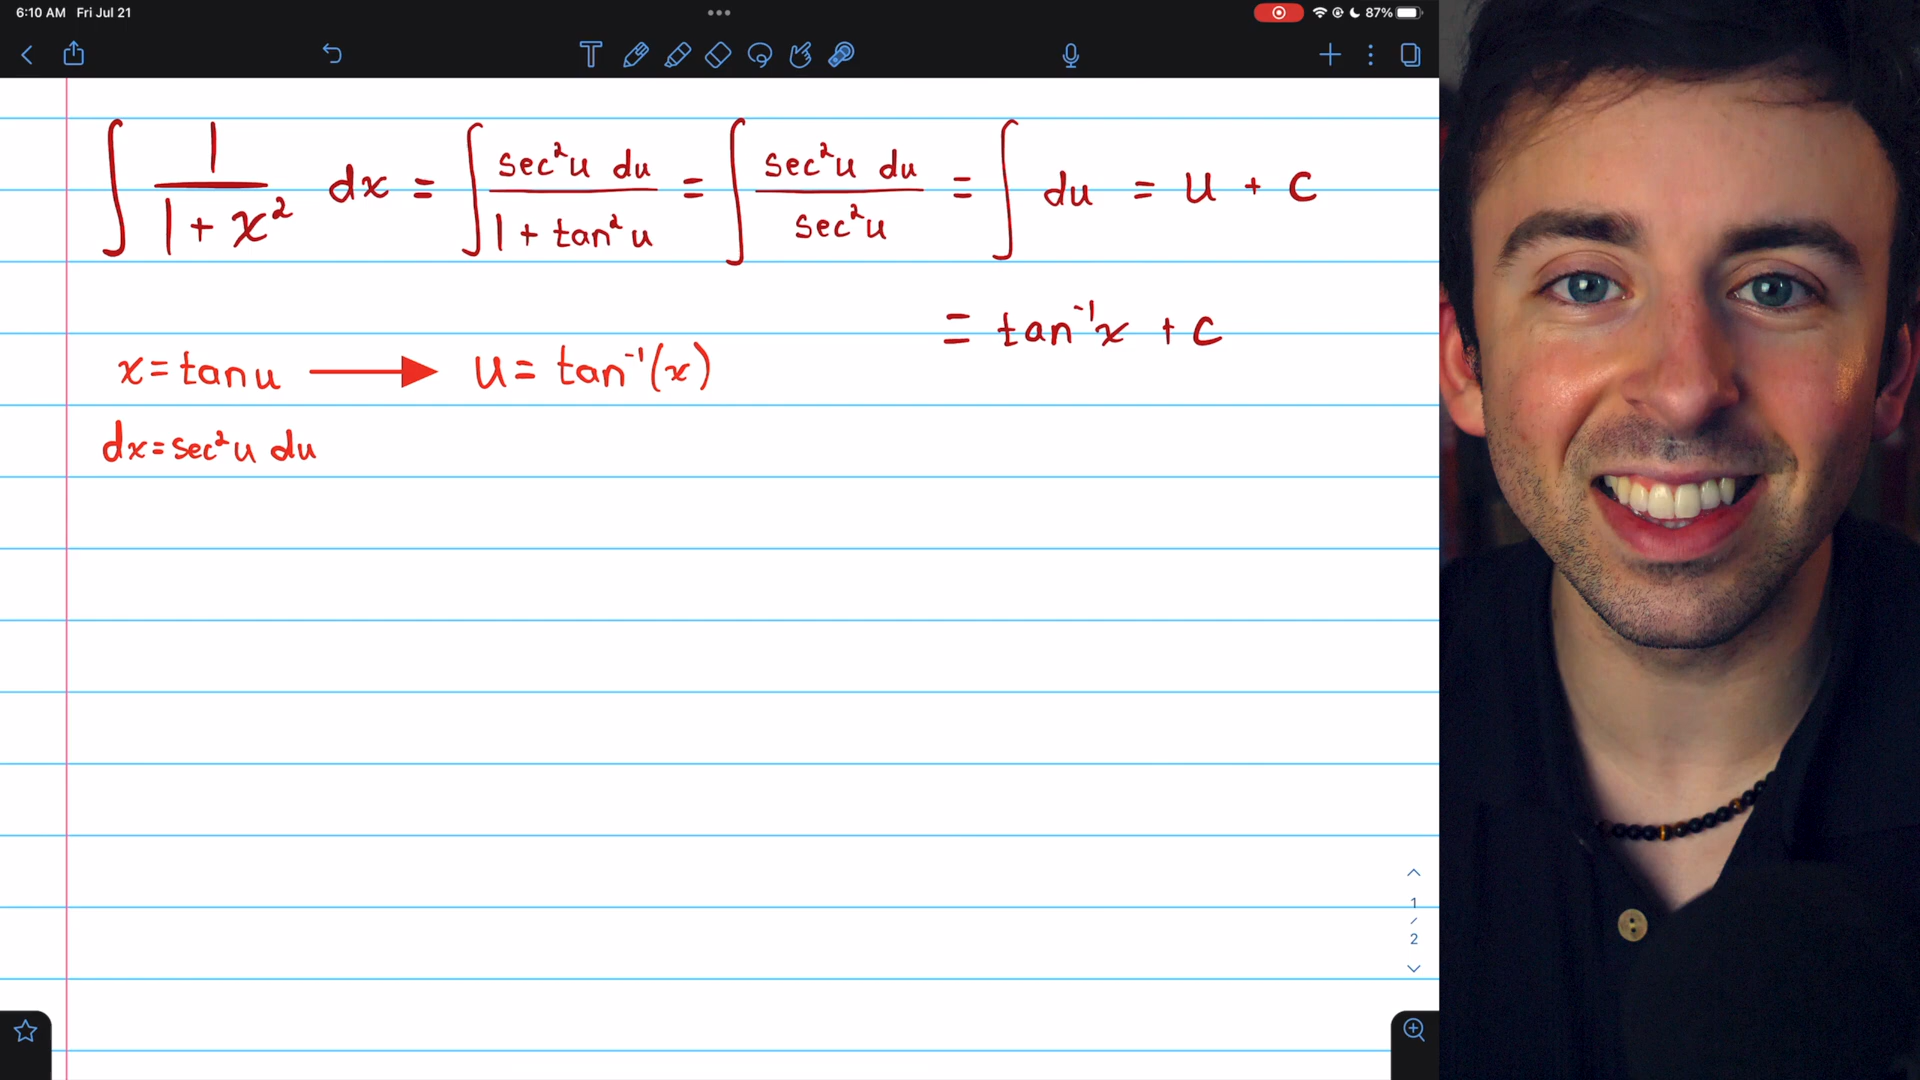 6:10 AM Fri Jul 21
87%
∫ 1/(1 + x²) dx = ∫ sec²u du/(1 + tan²u) = ∫ sec²u du/sec²u = ∫ du = u + c
= tan⁻¹x + c
x = tan u → u = tan⁻¹(x)
dx = sec²u du
1
/
2